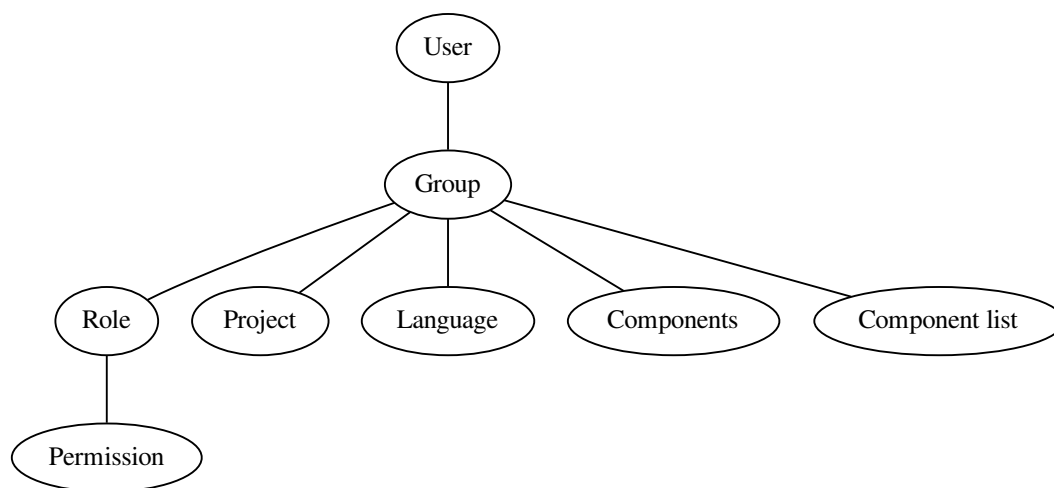 User
Group
Role
Project
Language
Components
Component list
Permission